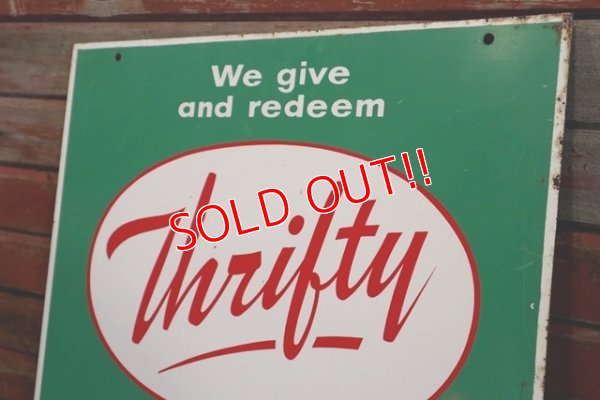 We give
and redeem
SOLD OUT!!
Thrifty